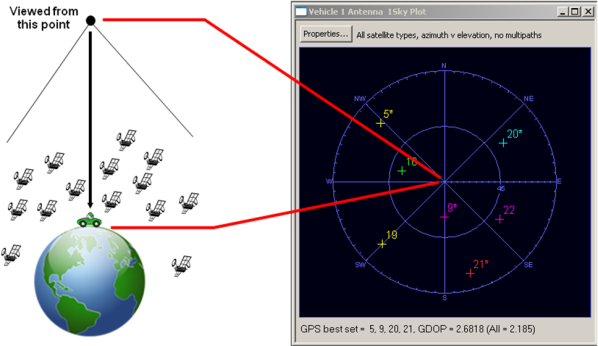 Viewed from
this point
Vehicle 1 Antenna 1Sky Plot
Properties... All satellite types, azimuth v elevation, no multipaths
N
NW
NE
5*
20*
16
W
45
E
9*
22
19
SW
SE
21*
S
GPS best set = 5, 9, 20, 21, GDOP = 2.6818 (All = 2.185)